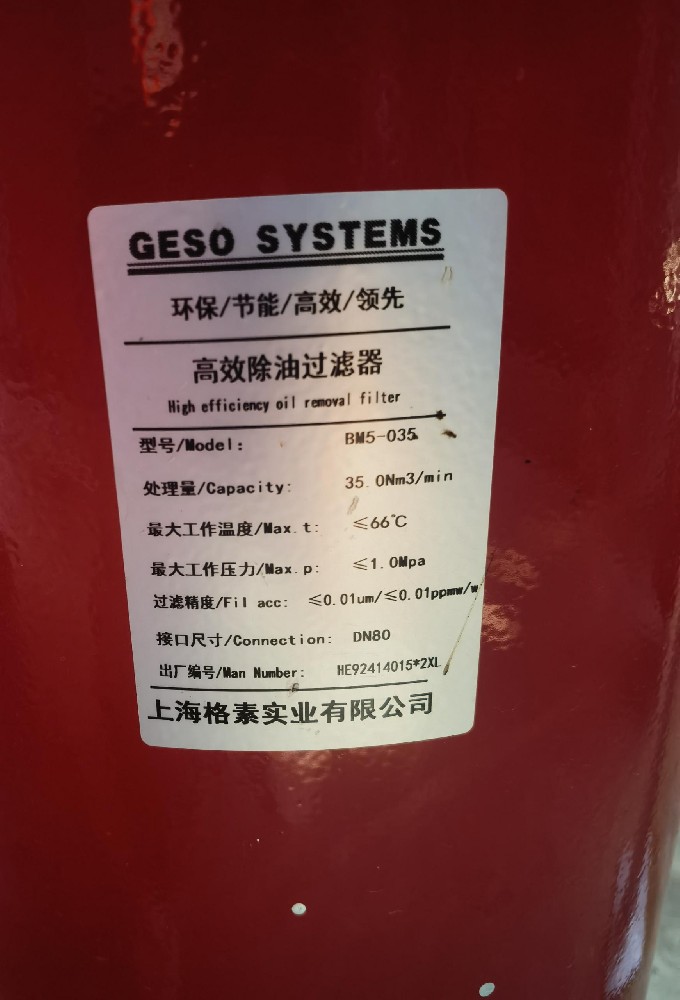 GESO SYSTEMS
环保/节能/高效/领先
高效除油过滤器
High efficiency oil removal filter
型号/Model: BM5-035
处理量/Capacity: 35.0Nm3/min
最大工作温度/Max.t: ≤66℃
最大工作压力/Max.p: ≤1.0Mpa
过滤精度/Fil acc: ≤0.01um/≤0.01ppmw/w
接口尺寸/Connection: DN80
出厂编号/Man Number: HE92414015*2XL
上海格素实业有限公司